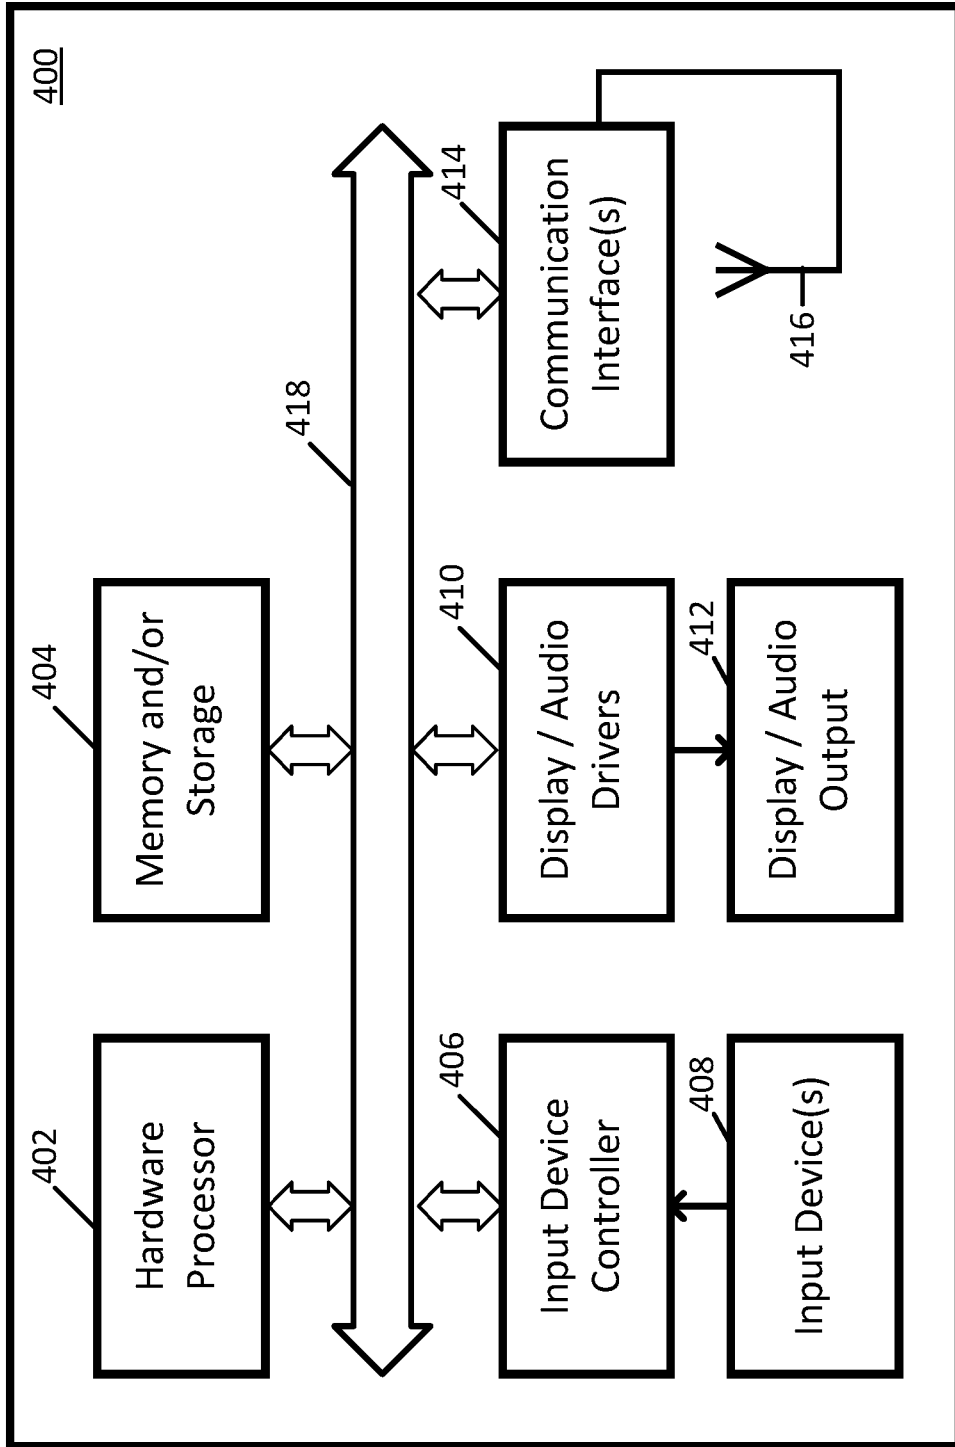 400
402
Hardware
Processor
404
Memory and/or
Storage
418
406
Input Device
Controller
410
Display / Audio
Drivers
414
Communication
Interface(s)
408
Input Device(s)
412
Display / Audio
Output
416